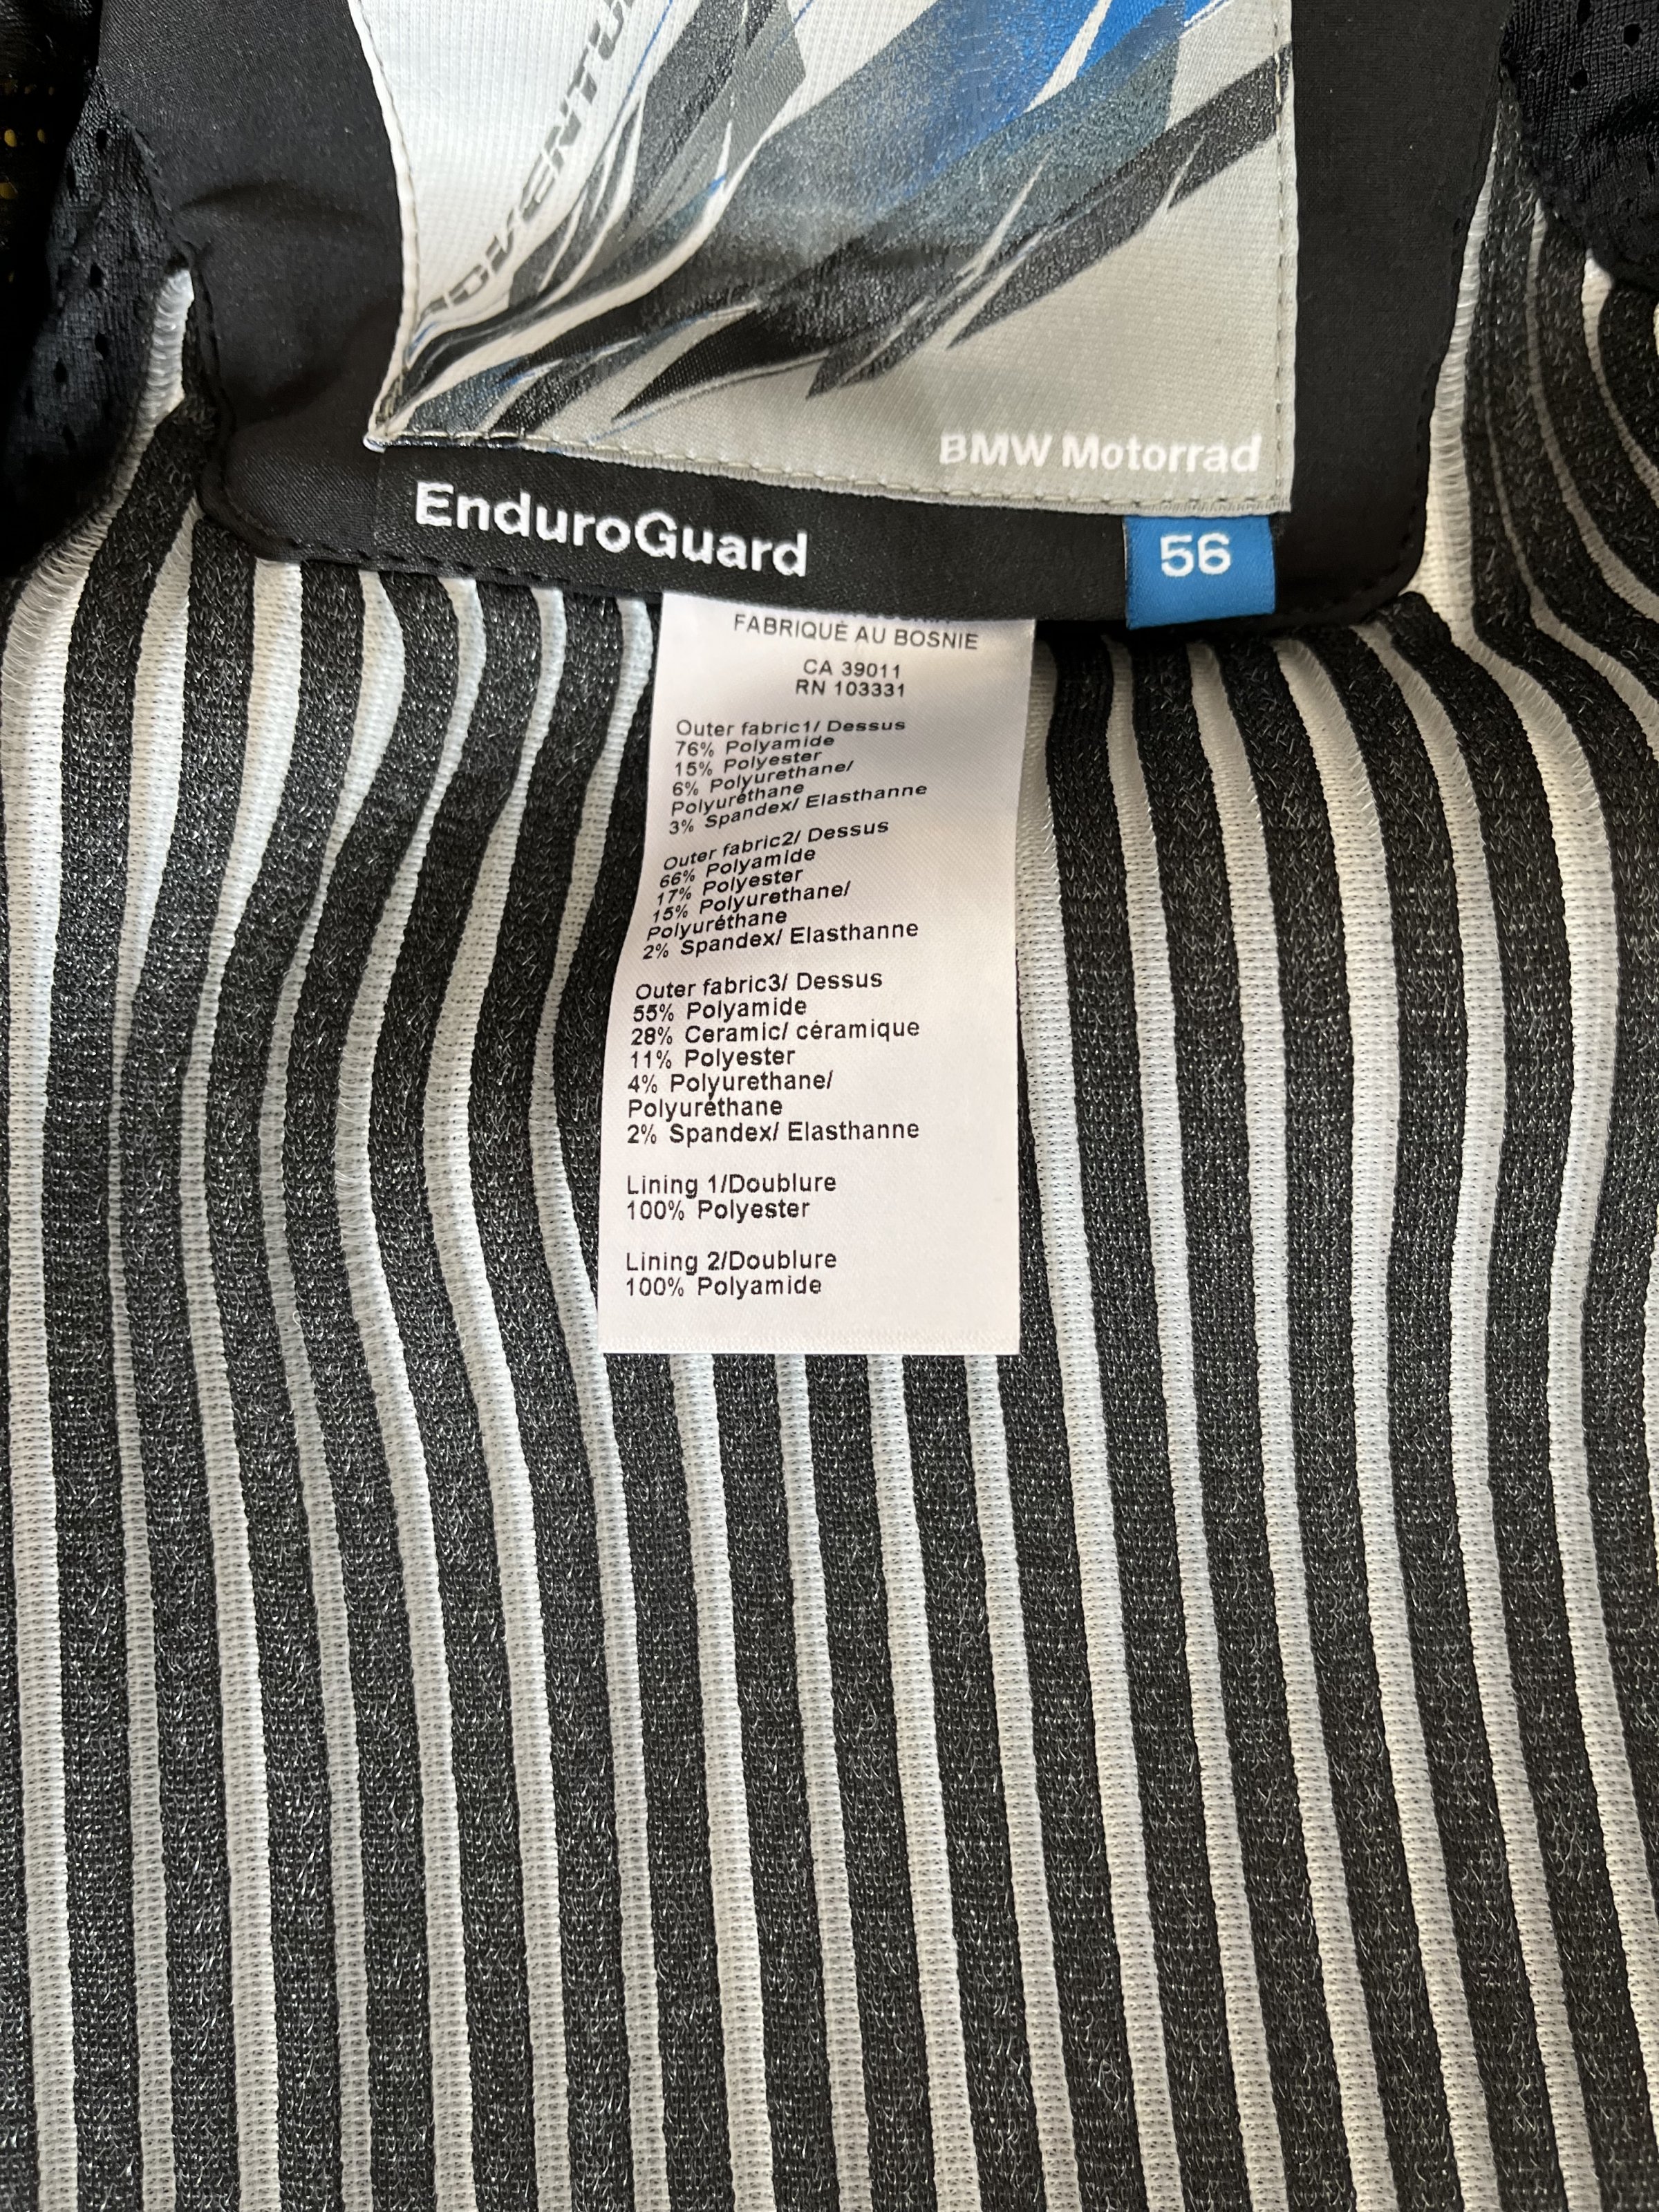 BMW Motorrad
EnduroGuard
56
FABRIQUÉ AU BOSNIE
CA 39011
RN 103331
Outer fabric1/ Dessus
76% Polyamide
15% Polyester
6% Polyurethane/
Polyuréthane
3% Spandex/ Elasthanne
Outer fabric2/ Dessus
66% Polyamide
17% Polyester
15% Polyurethane/
Polyuréthane
2% Spandex/ Elasthanne
Outer fabric3/ Dessus
55% Polyamide
28% Ceramic/ céramique
11% Polyester
4% Polyurethane/
Polyuréthane
2% Spandex/ Elasthanne
Lining 1/Doublure
100% Polyester
Lining 2/Doublure
100% Polyamide